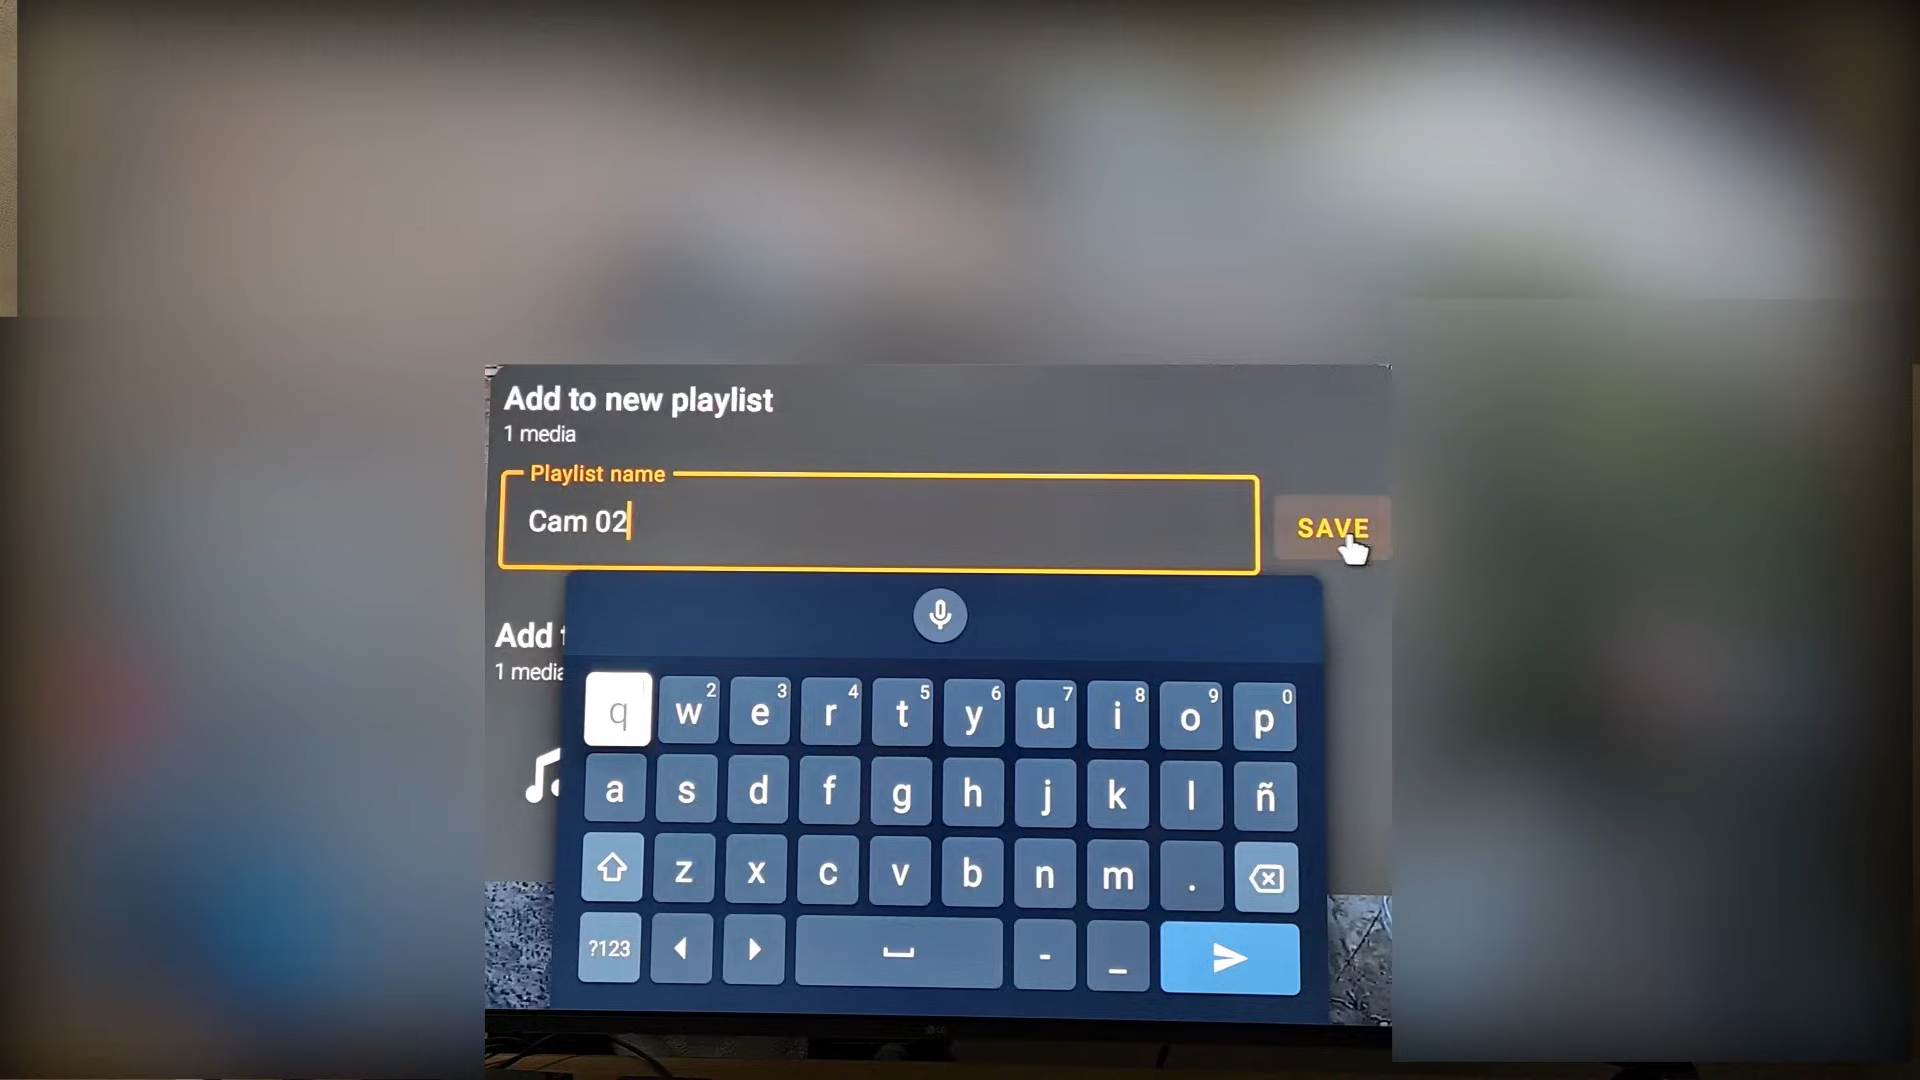 Add to new playlist
1 media
Playlist name
Cam 02
SAVE
Add
1 media
q w 2 e 3 r 4 t 5 y 6 u 7 i 8 o 9 p 0
a s d f g h j k l ñ
z x c v b n m .
?123 - _
LG